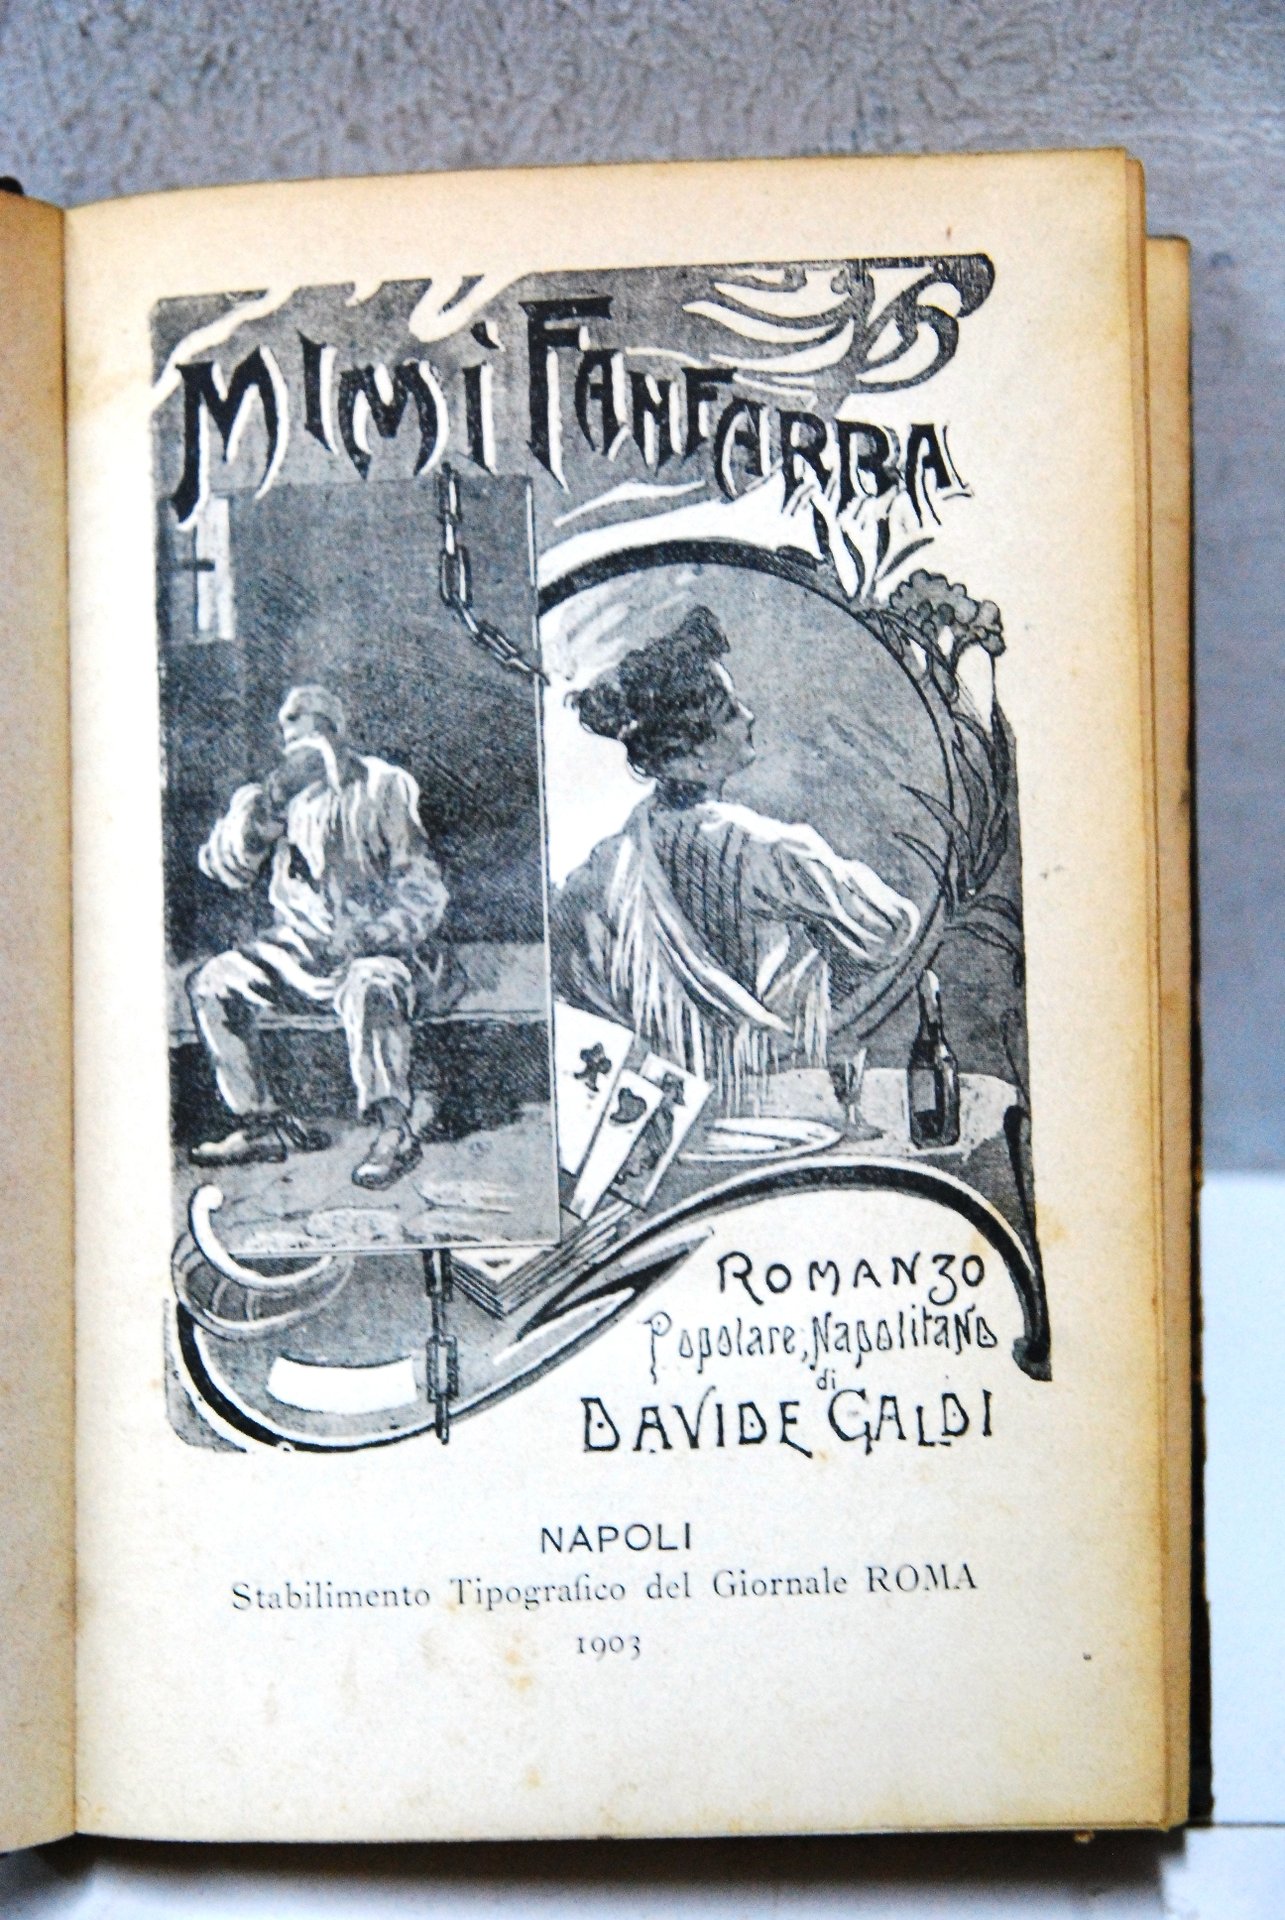 MIMÌ FANFARRA
ROMANZO
Popolare, Napolitano
di
DAVIDE GALDI
NAPOLI
Stabilimento Tipografico del Giornale ROMA
1903